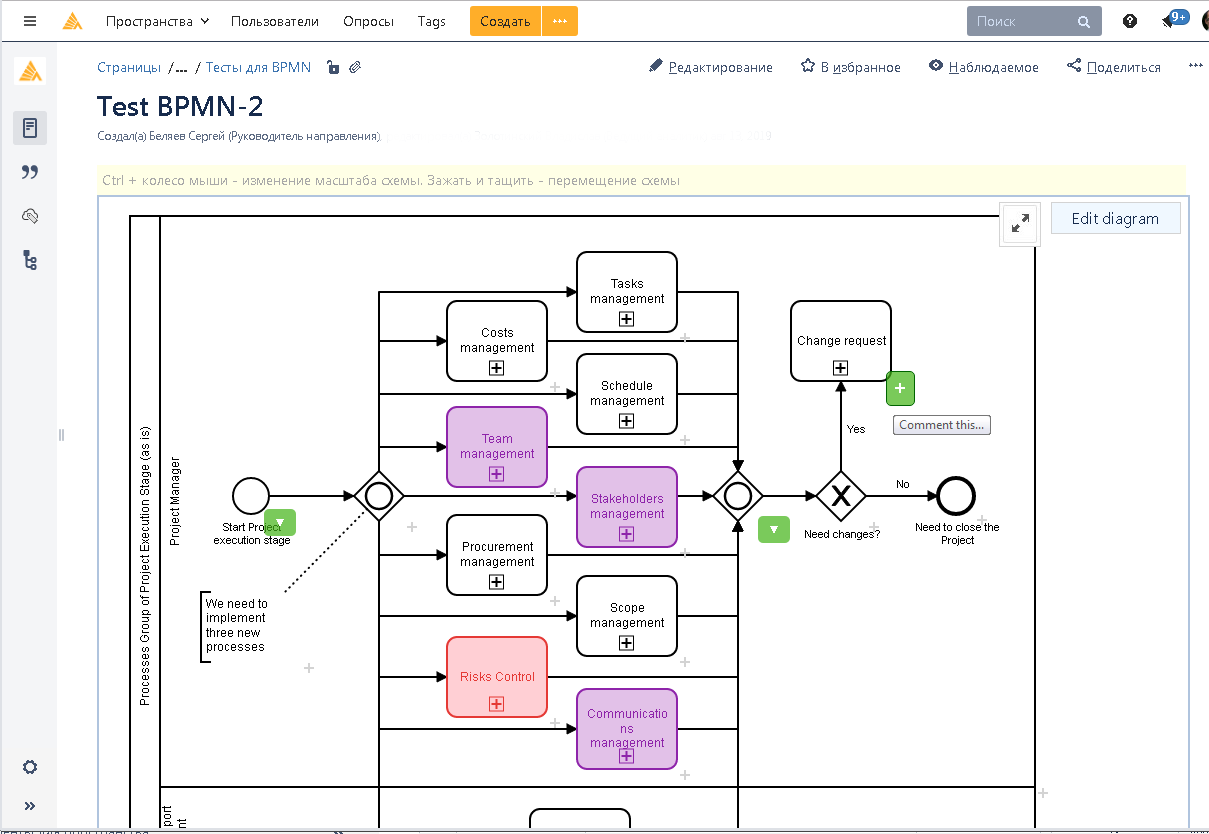 Пространства
Пользователи
Опросы
Tags
Создать
Поиск
9+
Страницы /... / Тесты для BPMN
Редактирование
В избранное
Наблюдаемое
Поделиться
Test BPMN-2
Создал(а) Беляев Сергей (Руководитель направления)
Ctrl + колесо мыши - изменение масштаба схемы. Зажать и тащить - перемещение схемы
Edit diagram
Processes Group of Project Execution Stage (as is)
Project Manager
Tasks
management
Costs
management
Change request
Schedule
management
Comment this...
Yes
Team
management
Stakeholders
management
No
Start Project
execution stage
Need changes?
Need to close the
Project
Procurement
management
We need to
implement
three new
processes
Scope
management
Risks Control
Communicatio
ns
management
port
nt